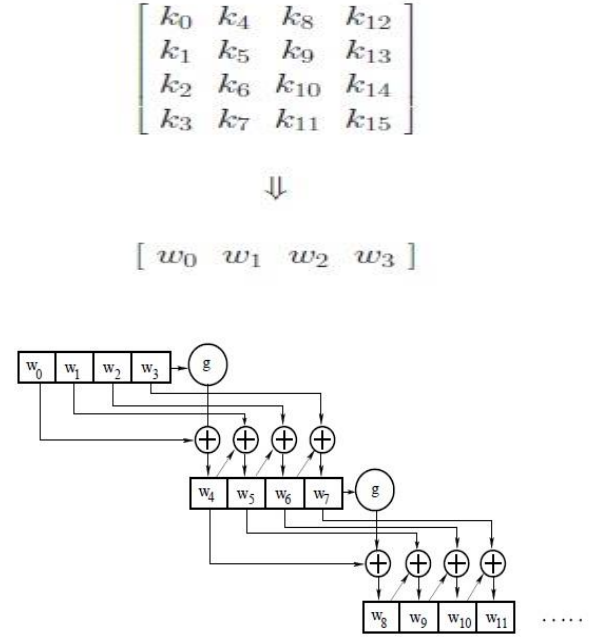 k0 k4 k8 k12
k1 k5 k9 k13
k2 k6 k10 k14
k3 k7 k11 k15
⇓
[ w0 w1 w2 w3 ]
w0 w1 w2 w3 g
+ + + +
w4 w5 w6 w7 g
+ + + +
w8 w9 w10 w11 .....